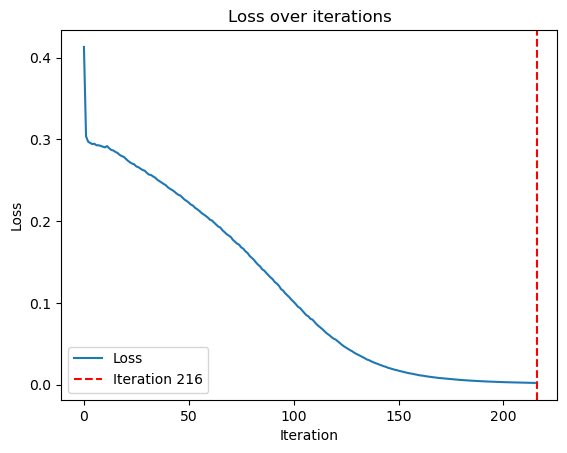 Loss over iterations
0.4
0.3
0.2
0.1
0.0
Loss
Loss
Iteration 216
0
50
100
150
200
Iteration